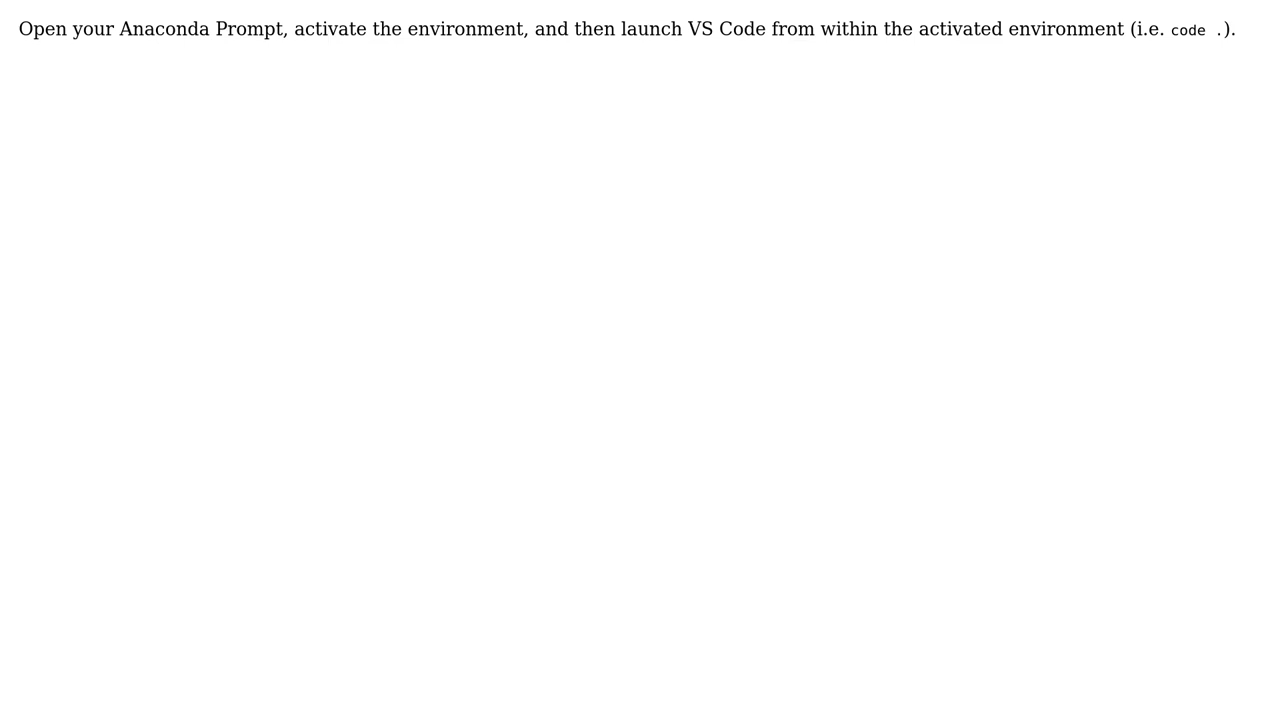 Open your Anaconda Prompt, activate the environment, and then launch VS Code from within the activated environment (i.e. code .).